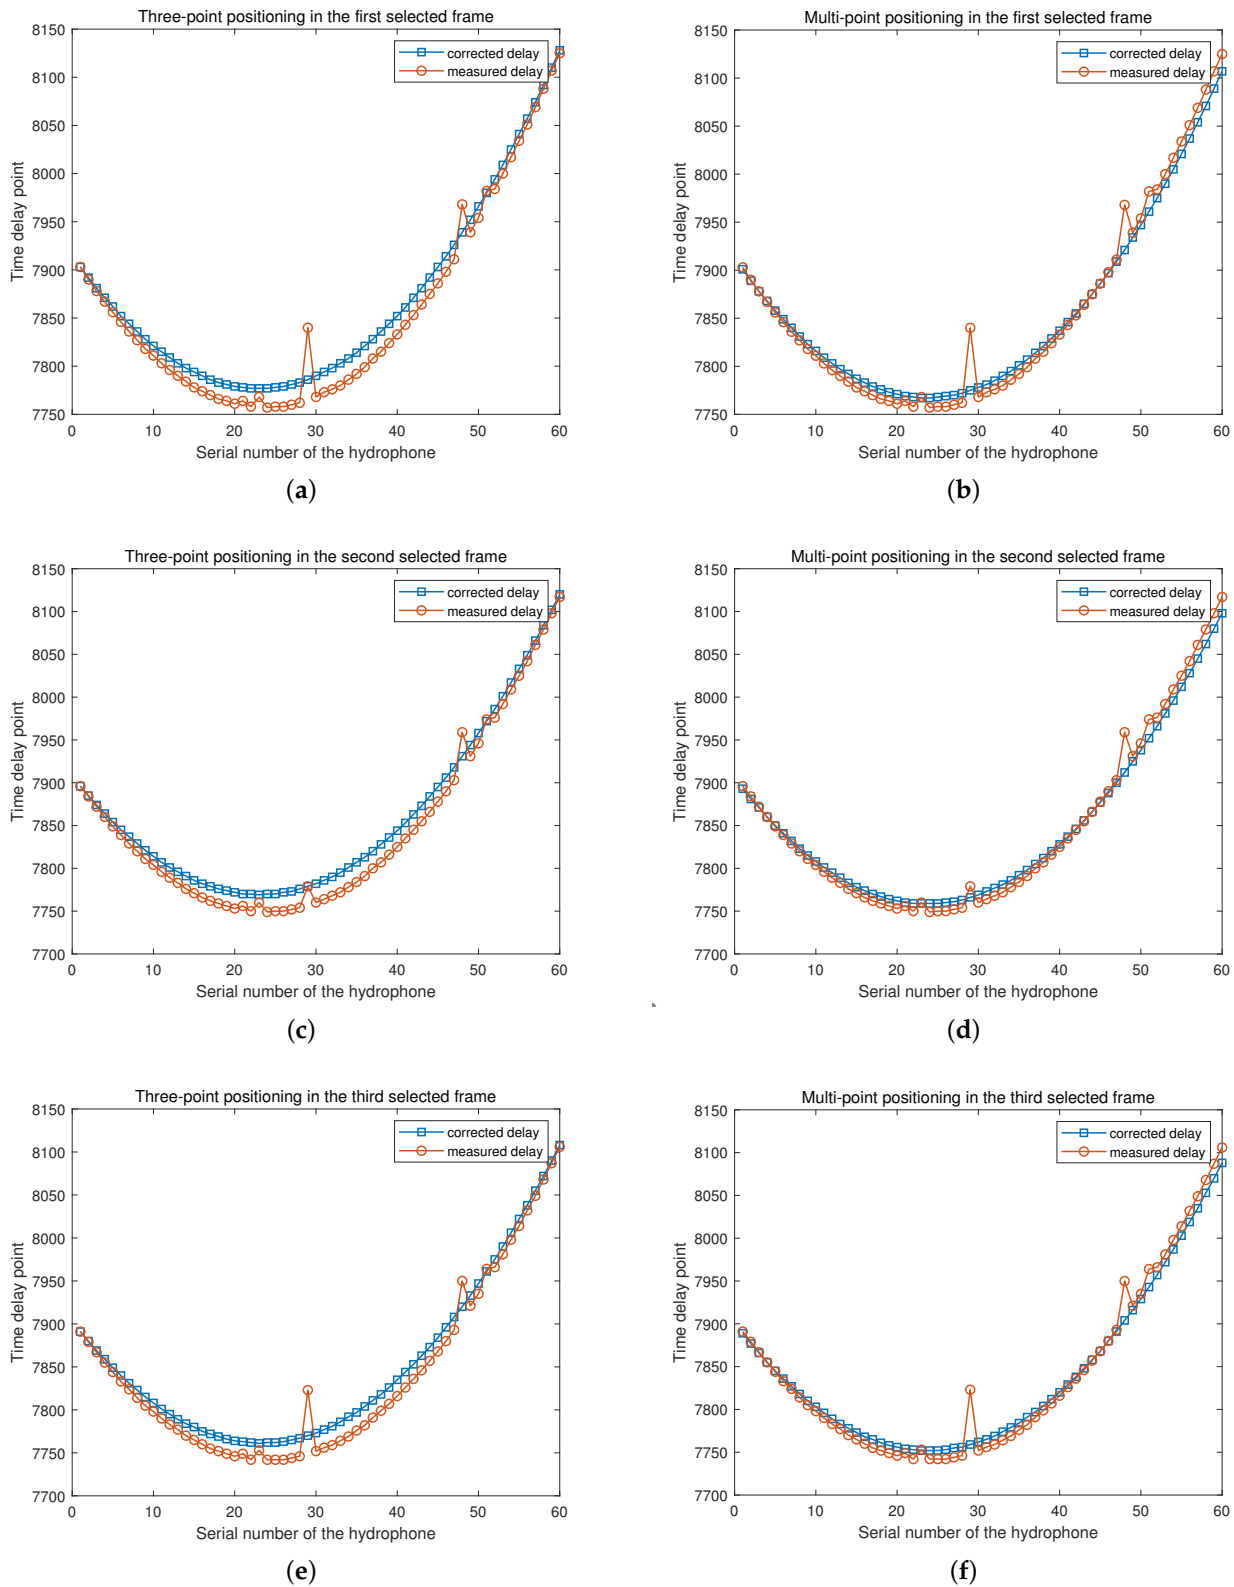 Three-point positioning in the first selected frame
8150
8100
8050
8000
7950
7900
7850
7800
7750
0 10 20 30 40 50 60
Time delay point
Serial number of the hydrophone
corrected delay
measured delay
(a)
Multi-point positioning in the first selected frame
8150
8100
8050
8000
7950
7900
7850
7800
7750
0 10 20 30 40 50 60
Time delay point
Serial number of the hydrophone
corrected delay
measured delay
(b)
Three-point positioning in the second selected frame
8150
8100
8050
8000
7950
7900
7850
7800
7750
7700
0 10 20 30 40 50 60
Time delay point
Serial number of the hydrophone
corrected delay
measured delay
(c)
Multi-point positioning in the second selected frame
8150
8100
8050
8000
7950
7900
7850
7800
7750
7700
0 10 20 30 40 50 60
Time delay point
Serial number of the hydrophone
corrected delay
measured delay
(d)
Three-point positioning in the third selected frame
8150
8100
8050
8000
7950
7900
7850
7800
7750
7700
0 10 20 30 40 50 60
Time delay point
Serial number of the hydrophone
corrected delay
measured delay
(e)
Multi-point positioning in the third selected frame
8150
8100
8050
8000
7950
7900
7850
7800
7750
7700
0 10 20 30 40 50 60
Time delay point
Serial number of the hydrophone
corrected delay
measured delay
(f)